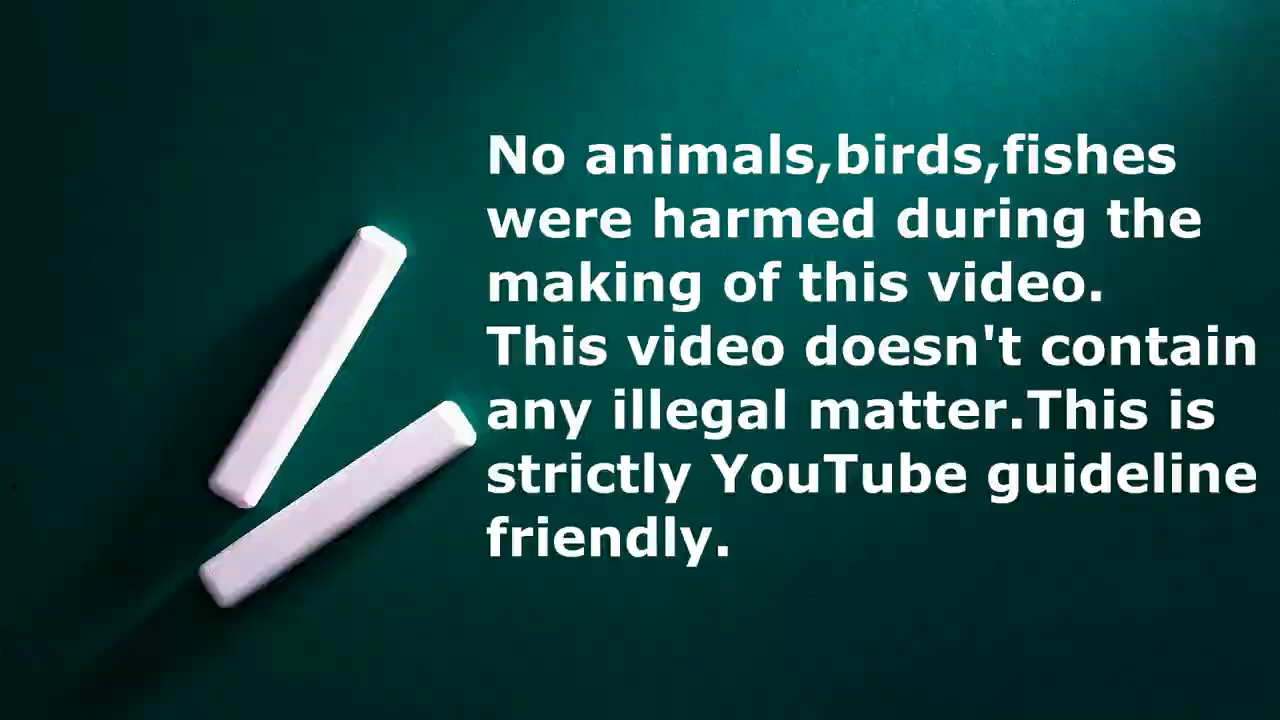 No animals,birds,fishes
were harmed during the
making of this video.
This video doesn't contain
any illegal matter.This is
strictly YouTube guideline
friendly.